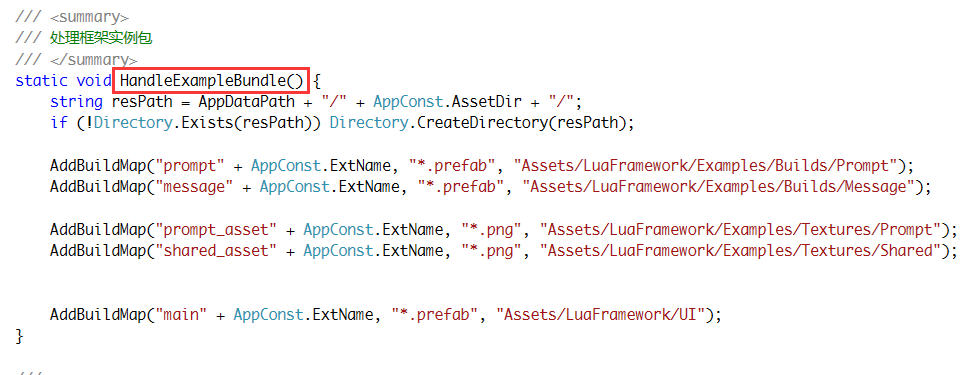 /// <summary>
/// 处理框架实例包
/// </summary>
static void HandleExampleBundle() {
    string resPath = AppDataPath + "/" + AppConst.AssetDir + "/";
    if (!Directory.Exists(resPath)) Directory.CreateDirectory(resPath);
    AddBuildMap("prompt" + AppConst.ExtName, "*.prefab", "Assets/LuaFramework/Examples/Builds/Prompt");
    AddBuildMap("message" + AppConst.ExtName, "*.prefab", "Assets/LuaFramework/Examples/Builds/Message");
    AddBuildMap("prompt_asset" + AppConst.ExtName, "*.png", "Assets/LuaFramework/Examples/Textures/Prompt");
    AddBuildMap("shared_asset" + AppConst.ExtName, "*.png", "Assets/LuaFramework/Examples/Textures/Shared");
    AddBuildMap("main" + AppConst.ExtName, "*.prefab", "Assets/LuaFramework/UI");
}